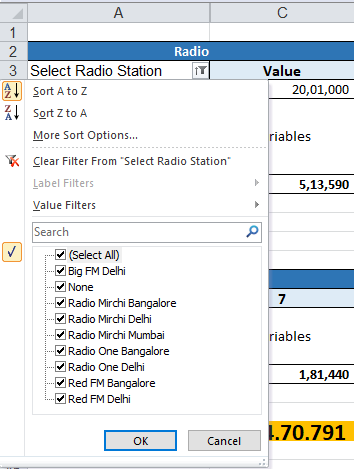 A C
1
2 Radio
3 Select Radio Station Value
Sort A to Z 20,01,000
Sort Z to A
More Sort Options... riables
Clear Filter From "Select Radio Station"
Label Filters
Value Filters 5,13,590
Search
(Select All)
Big FM Delhi
None
Radio Mirchi Bangalore 7
Radio Mirchi Delhi
Radio Mirchi Mumbai riables
Radio One Bangalore
Radio One Delhi
Red FM Bangalore 1,81,440
Red FM Delhi
OK Cancel .70.791